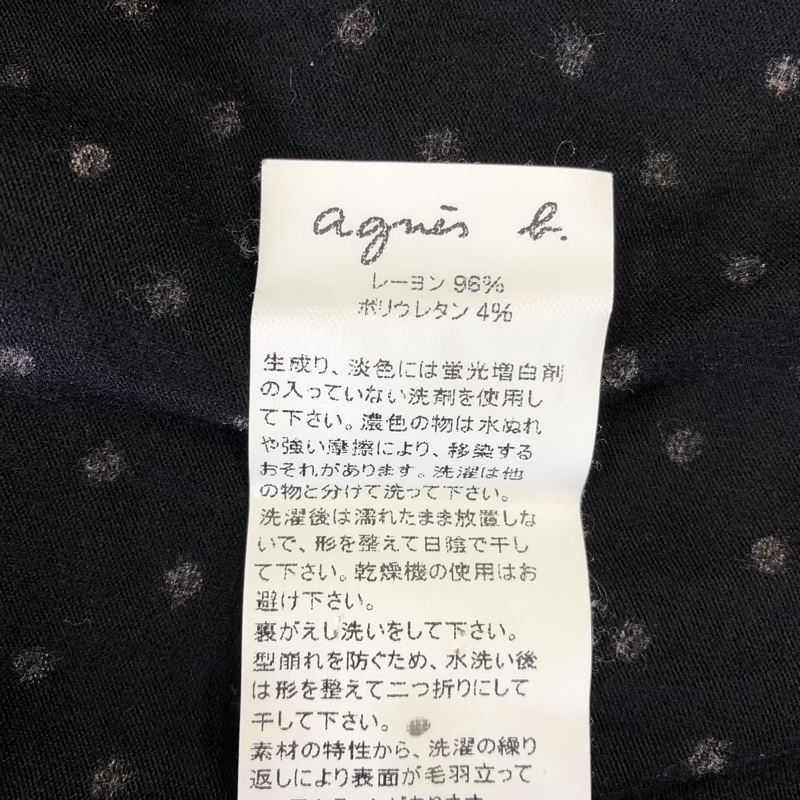 agnès b.
レーヨン 96%
ポリウレタン 4%
生成り、淡色には蛍光増白剤
の入っていない洗剤を使用し
て下さい。濃色の物は水ぬれ
や強い摩擦により、移染する
おそれがあります。洗濯は他
の物と分けて洗って下さい。
洗濯後は濡れたまま放置しな
いで、形を整えて日陰で干し
て下さい。乾燥機の使用はお
避け下さい。
裏がえし洗いをして下さい。
型崩れを防ぐため、水洗い後
は形を整えて二つ折りにして
干して下さい。
素材の特性から、洗濯の繰り
返しにより表面が毛羽立って